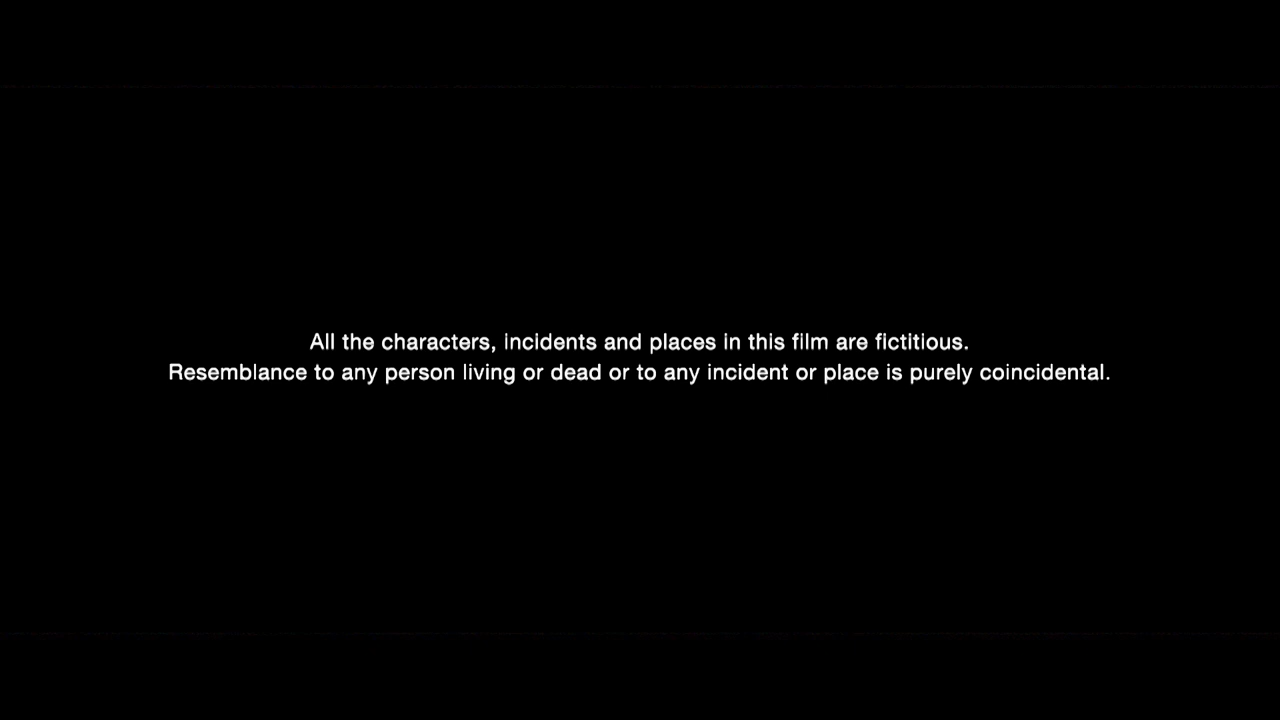 All the characters, incidents and places in this film are fictitious.
Resemblance to any person living or dead or to any incident or place is purely coincidental.